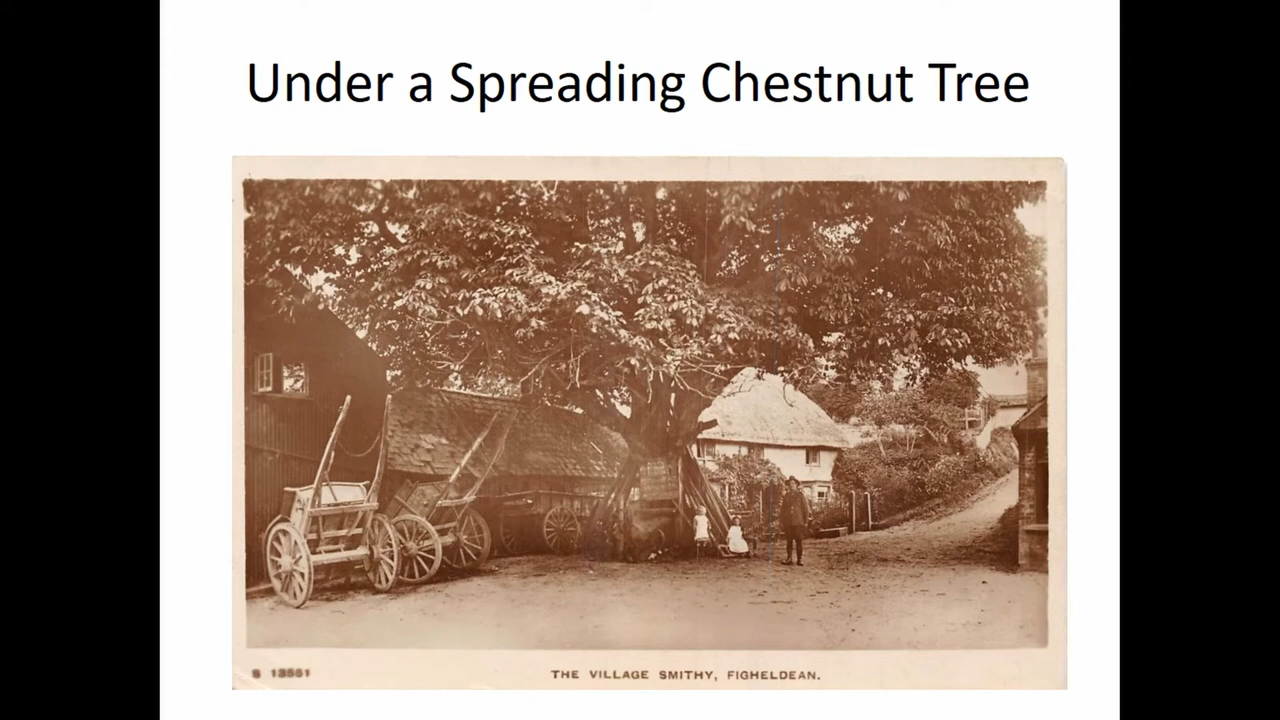 Under a Spreading Chestnut Tree
S 13551
THE VILLAGE SMITHY, FIGHELDEAN.